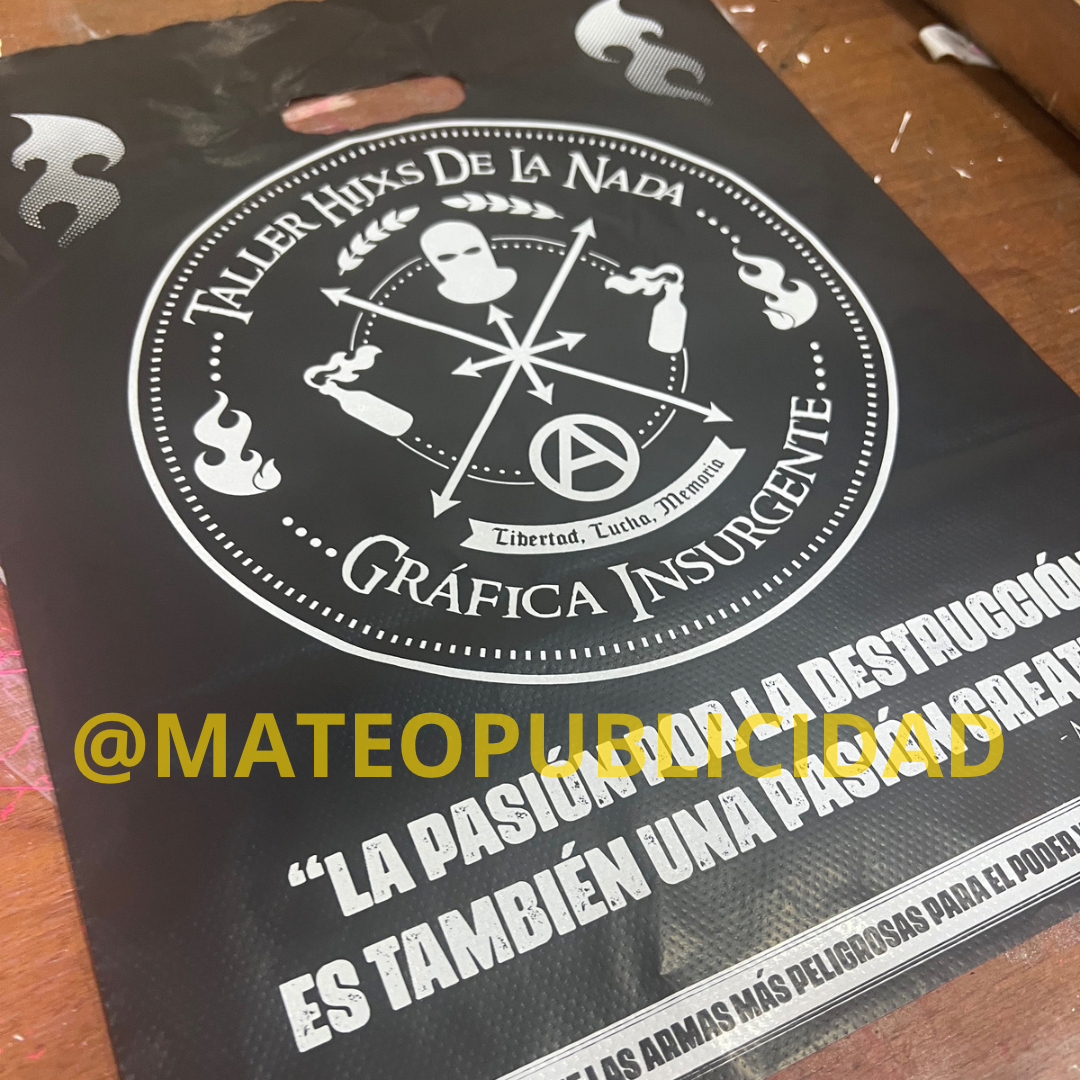 TALLER HIJXS DE LA NADA
Libertad, Lucha, Memoria
GRÁFICA INSURGENTE
@MATEOPUBLICIDAD
“LA PASIÓN POR LA DESTRUCCIÓN
ES TAMBIÉN UNA PASIÓN
LAS ARMAS MÁS PELIGROSAS PARA EL PODER